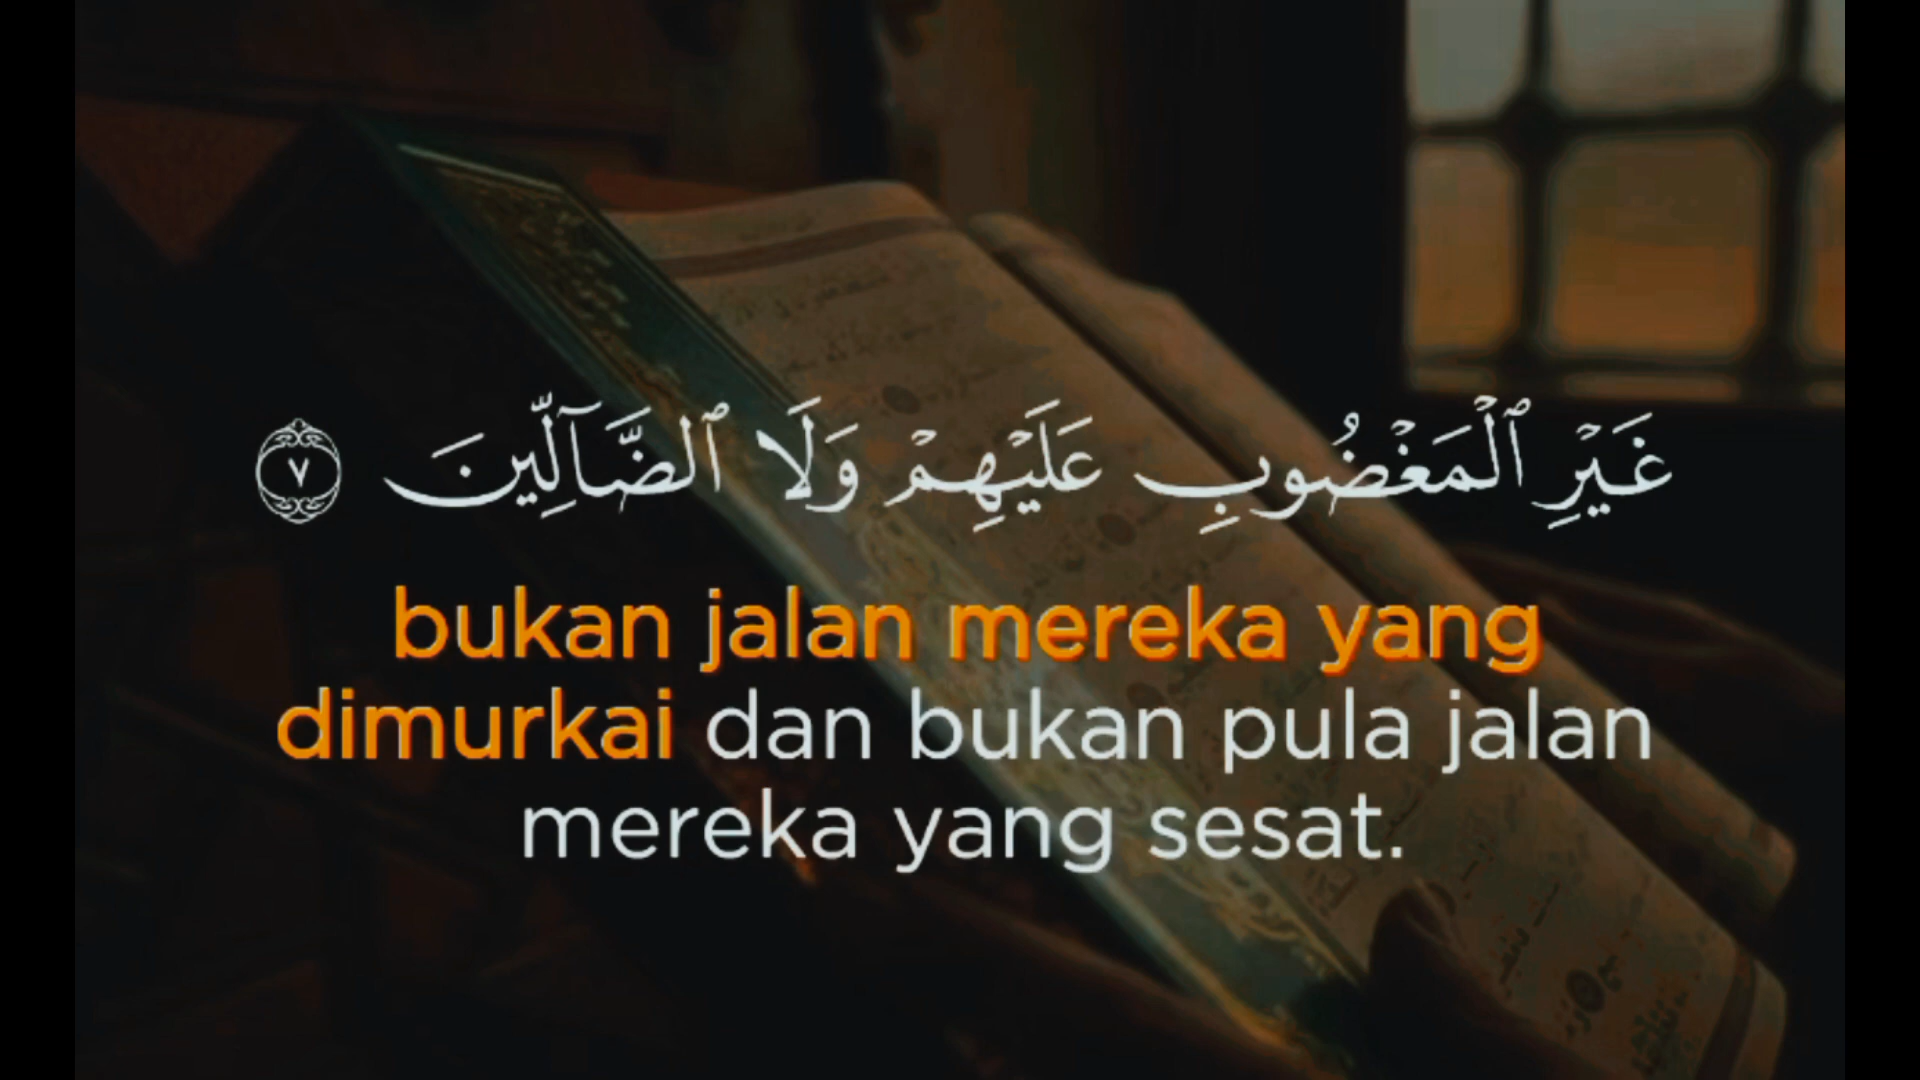 غَيْرِ ٱلْمَغْضُوبِ عَلَيْهِمْ وَلَا ٱلضَّآلِّينَ ٧
bukan jalan mereka yang
dimurkai dan bukan pula jalan
mereka yang sesat.